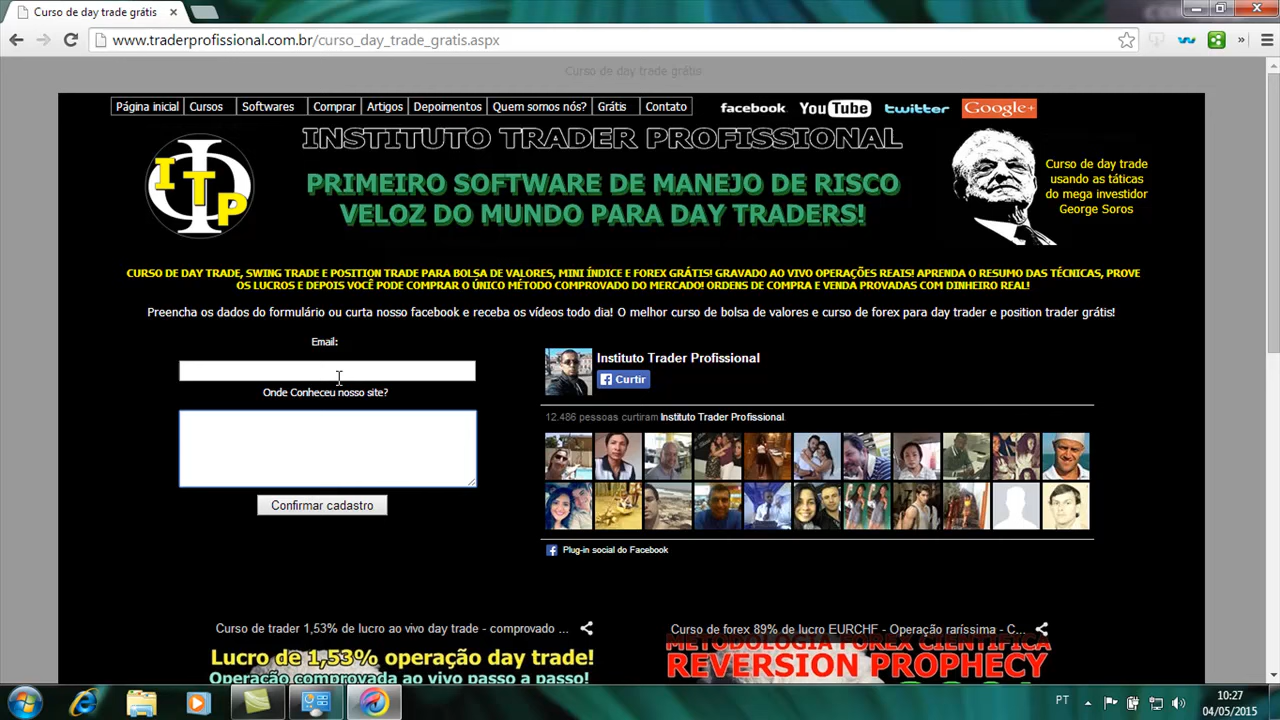 Curso de day trade grátis
www.traderprofissional.com.br/curso_day_trade_gratis.aspx
Curso de day trade grátis
Página inicial Cursos Softwares Comprar Artigos Depoimentos Quem somos nós? Grátis Contato facebook YouTube twitter Google+
INSTITUTO TRADER PROFISSIONAL
ITP
PRIMEIRO SOFTWARE DE MANEJO DE RISCO
VELOZ DO MUNDO PARA DAY TRADERS!
Curso de day trade
usando as táticas
do mega investidor
George Soros
CURSO DE DAY TRADE, SWING TRADE E POSITION TRADE PARA BOLSA DE VALORES, MINI ÍNDICE E FOREX GRÁTIS! GRAVADO AO VIVO OPERAÇÕES REAIS! APRENDA O RESUMO DAS TÉCNICAS, PROVE
OS LUCROS E DEPOIS VOCÊ PODE COMPRAR O ÚNICO MÉTODO COMPROVADO DO MERCADO! ORDENS DE COMPRA E VENDA PROVADAS COM DINHEIRO REAL!
Preencha os dados do formulário ou curta nosso facebook e receba os vídeos todo dia! O melhor curso de bolsa de valores e curso de forex para day trader e position trader grátis!
Email:
Onde Conheceu nosso site?
Confirmar cadastro
Instituto Trader Profissional
Curtir
12.486 pessoas curtiram Instituto Trader Profissional.
Plug-in social do Facebook
Curso de trader 1,53% de lucro ao vivo day trade - comprovado ...
Lucro de 1,53% operação day trade!
Operação comprovada ao vivo passo a passo!
Curso de forex 89% de lucro EURCHF - Operação raríssima - C...
METODOLOGIA FOREX CIENTIFICA
REVERSION PROPHECY
PT
10:27
04/05/2015